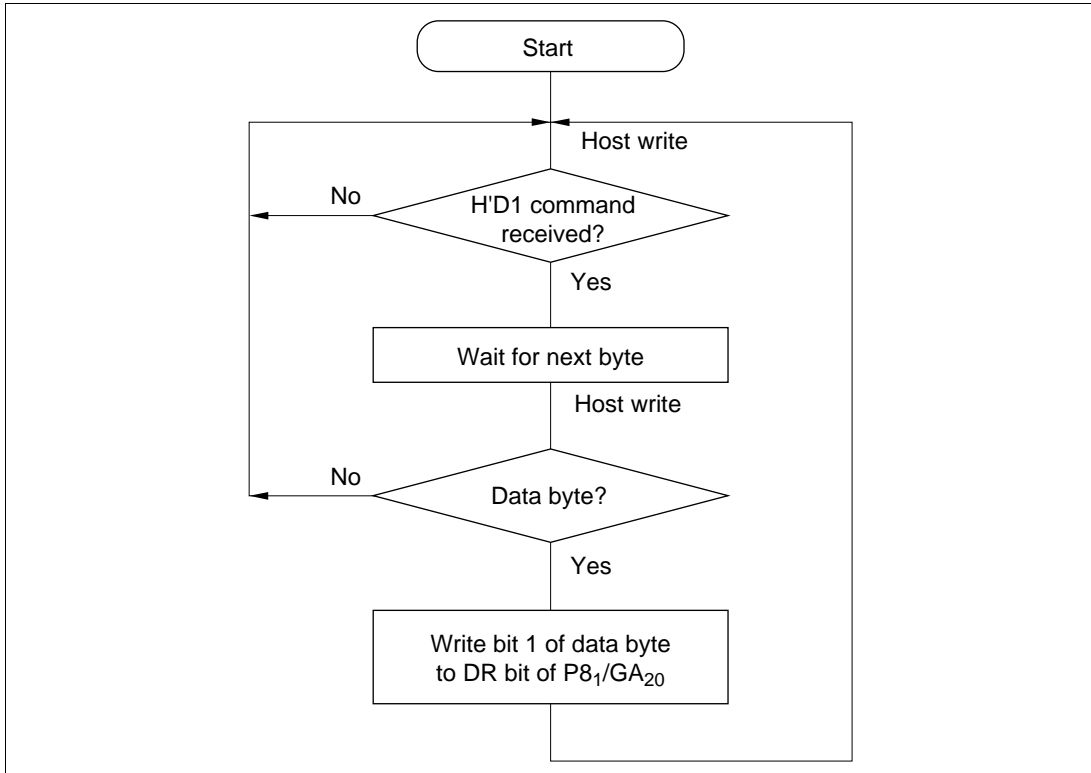 Start
Host write
No
H'D1 command
received?
Yes
Wait for next byte
Host write
No
Data byte?
Yes
Write bit 1 of data byte
to DR bit of P8₁/GA₂₀